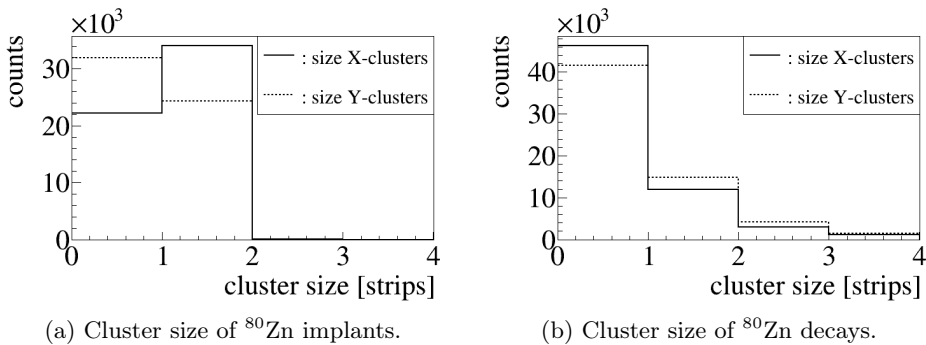 ×10³
counts
30
20
10
0
0 1 2 3 4
cluster size [strips]
: size X-clusters
: size Y-clusters
(a) Cluster size of ⁸⁰Zn implants.
×10³
counts
40
30
20
10
0
0 1 2 3 4
cluster size [strips]
: size X-clusters
: size Y-clusters
(b) Cluster size of ⁸⁰Zn decays.